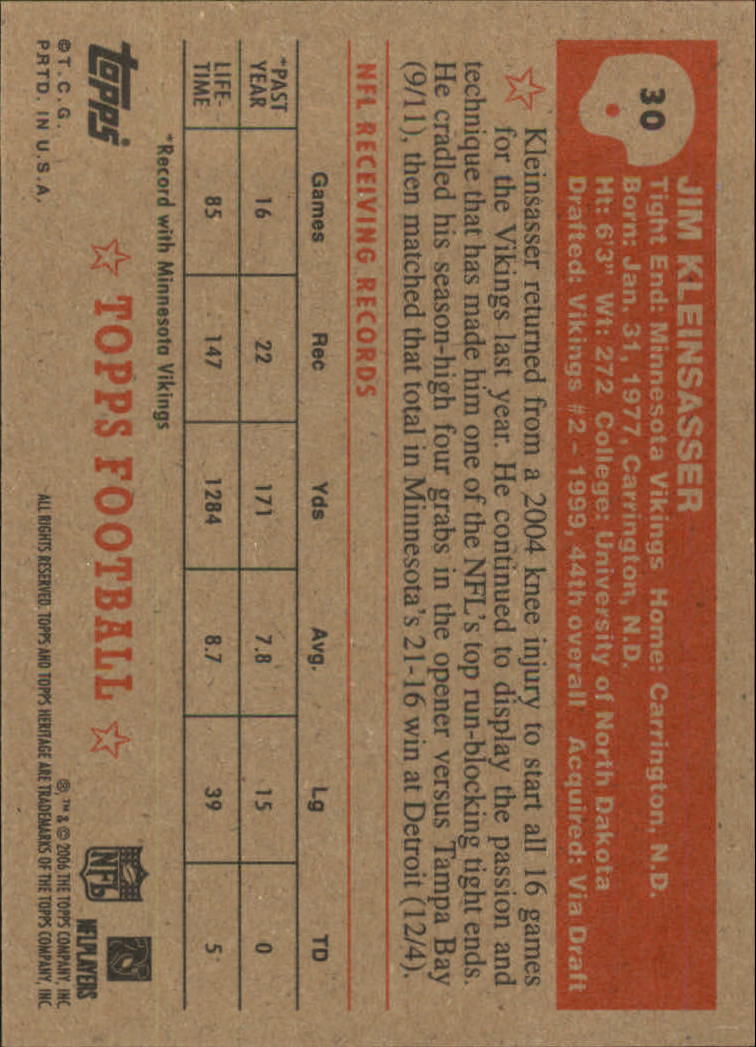 30
JIM KLEINSASSER
Tight End: Minnesota Vikings Home: Carrington, N.D.
Born: Jan. 31, 1977, Carrington, N.D.
Ht: 6'3" Wt: 272 College: University of North Dakota
Drafted: Vikings #2 - 1999, 44th overall Acquired: Via Draft
Kleinsasser returned from a 2004 knee injury to start all 16 games
for the Vikings last year. He continued to display the passion and
technique that has made him one of the NFL's top run-blocking tight ends.
He cradled his season-high four grabs in the opener versus Tampa Bay
(9/11), then matched that total in Minnesota's 21-16 win at Detroit (12/4).
NFL RECEIVING RECORDS
Games Rec Yds Avg. Lg TD
*PAST
YEAR 16 22 171 7.8 15 0
LIFE-
TIME 85 147 1284 8.7 39 5
*Record with Minnesota Vikings
topps
TOPPS FOOTBALL
NFL
NFLPLAYERS
©T.C.G.
PRTD. IN U.S.A.
®,™ & © 2006 THE TOPPS COMPANY, INC
ALL RIGHTS RESERVED. TOPPS AND TOPPS HERITAGE ARE TRADEMARKS OF THE TOPPS COMPANY, INC